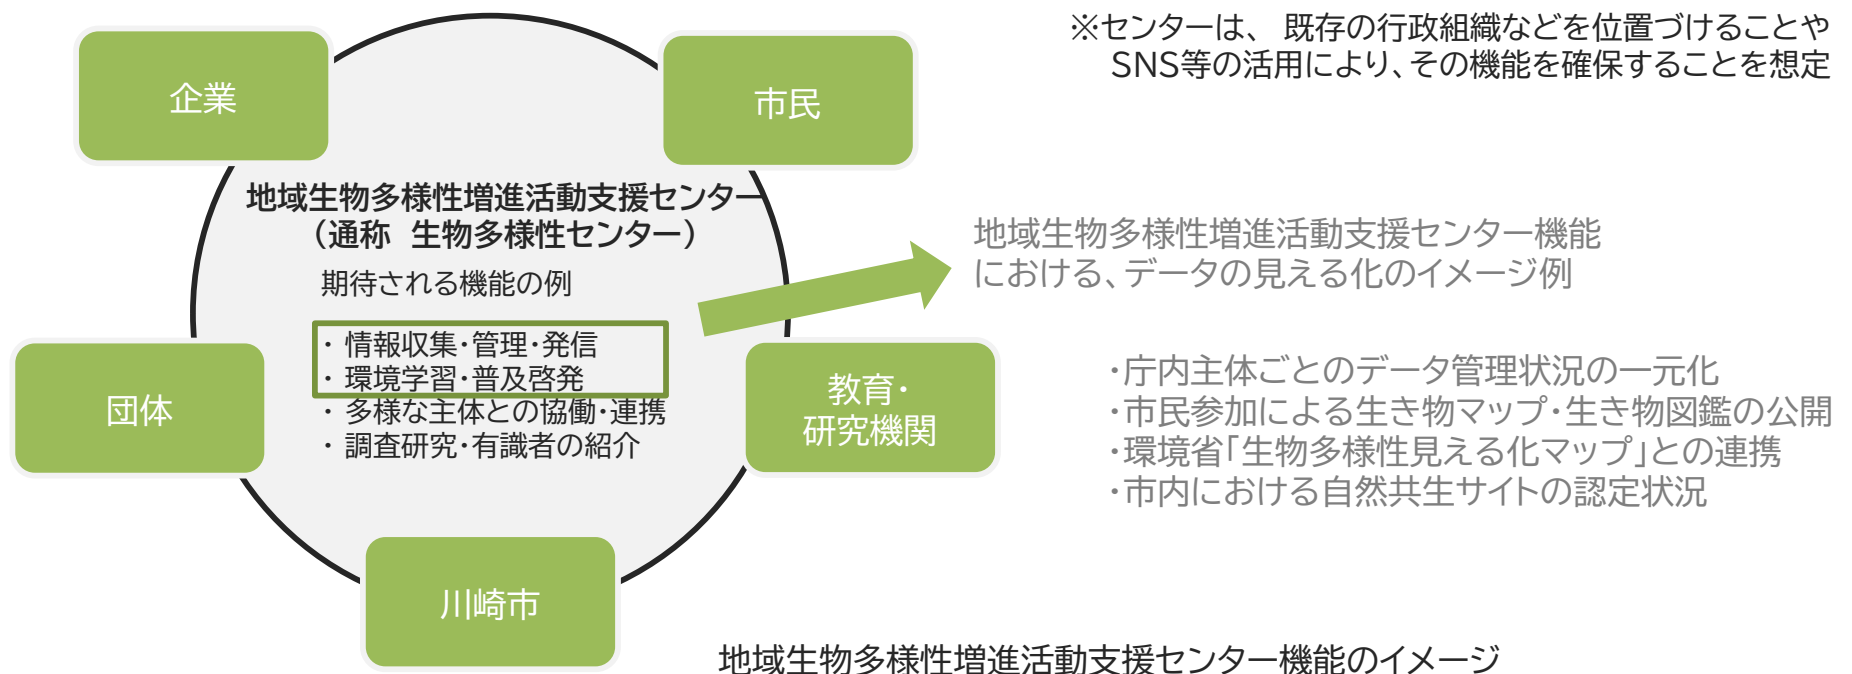 ※センターは、 既存の行政組織などを位置づけることや
SNS等の活用により、その機能を確保することを想定
企業
市民
地域生物多様性増進活動支援センター
（通称 生物多様性センター）
期待される機能の例
・ 情報収集・管理・発信
・ 環境学習・普及啓発
・ 多様な主体との協働・連携
・ 調査研究・有識者の紹介
団体
教育・
研究機関
川崎市
地域生物多様性増進活動支援センター機能
における、データの見える化のイメージ例
・庁内主体ごとのデータ管理状況の一元化
・市民参加による生き物マップ・生き物図鑑の公開
・環境省「生物多様性見える化マップ」との連携
・市内における自然共生サイトの認定状況
地域生物多様性増進活動支援センター機能のイメージ